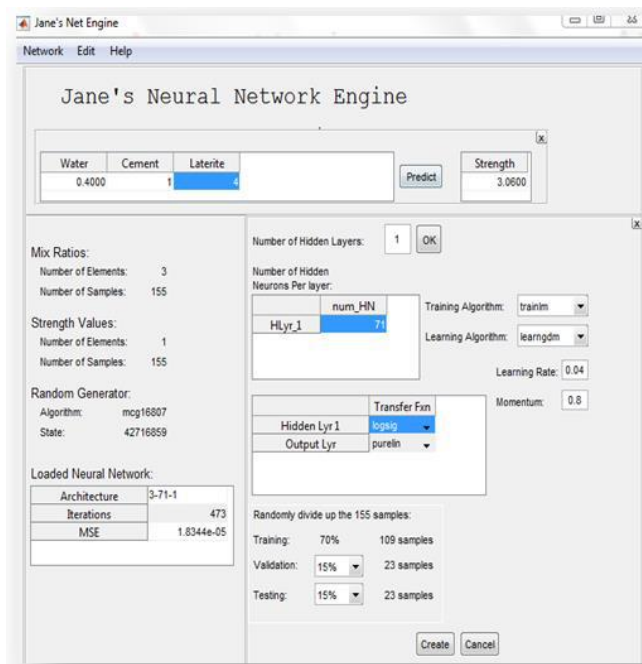 Jane's Net Engine
Network Edit Help
Jane's Neural Network Engine
x
Water Cement Laterite
0.4000 1 4
Predict
Strength
3.0600
x
Mix Ratios:
Number of Elements: 3
Number of Samples: 155
Strength Values:
Number of Elements: 1
Number of Samples: 155
Random Generator:
Algorithm: mcg16807
State: 42716859
Loaded Neural Network:
Architecture 3-71-1
Iterations 473
MSE 1.8344e-05
Number of Hidden Layers: 1 OK
Number of Hidden
Neurons Per layer:
num_HN
HLyr_1 71
Training Algorithm: trainlm
Learning Algorithm: learngdm
Learning Rate: 0.04
Momentum: 0.8
Transfer Fxn
Hidden Lyr 1 logsig
Output Lyr purelin
Randomly divide up the 155 samples:
Training: 70% 109 samples
Validation: 15% 23 samples
Testing: 15% 23 samples
Create Cancel